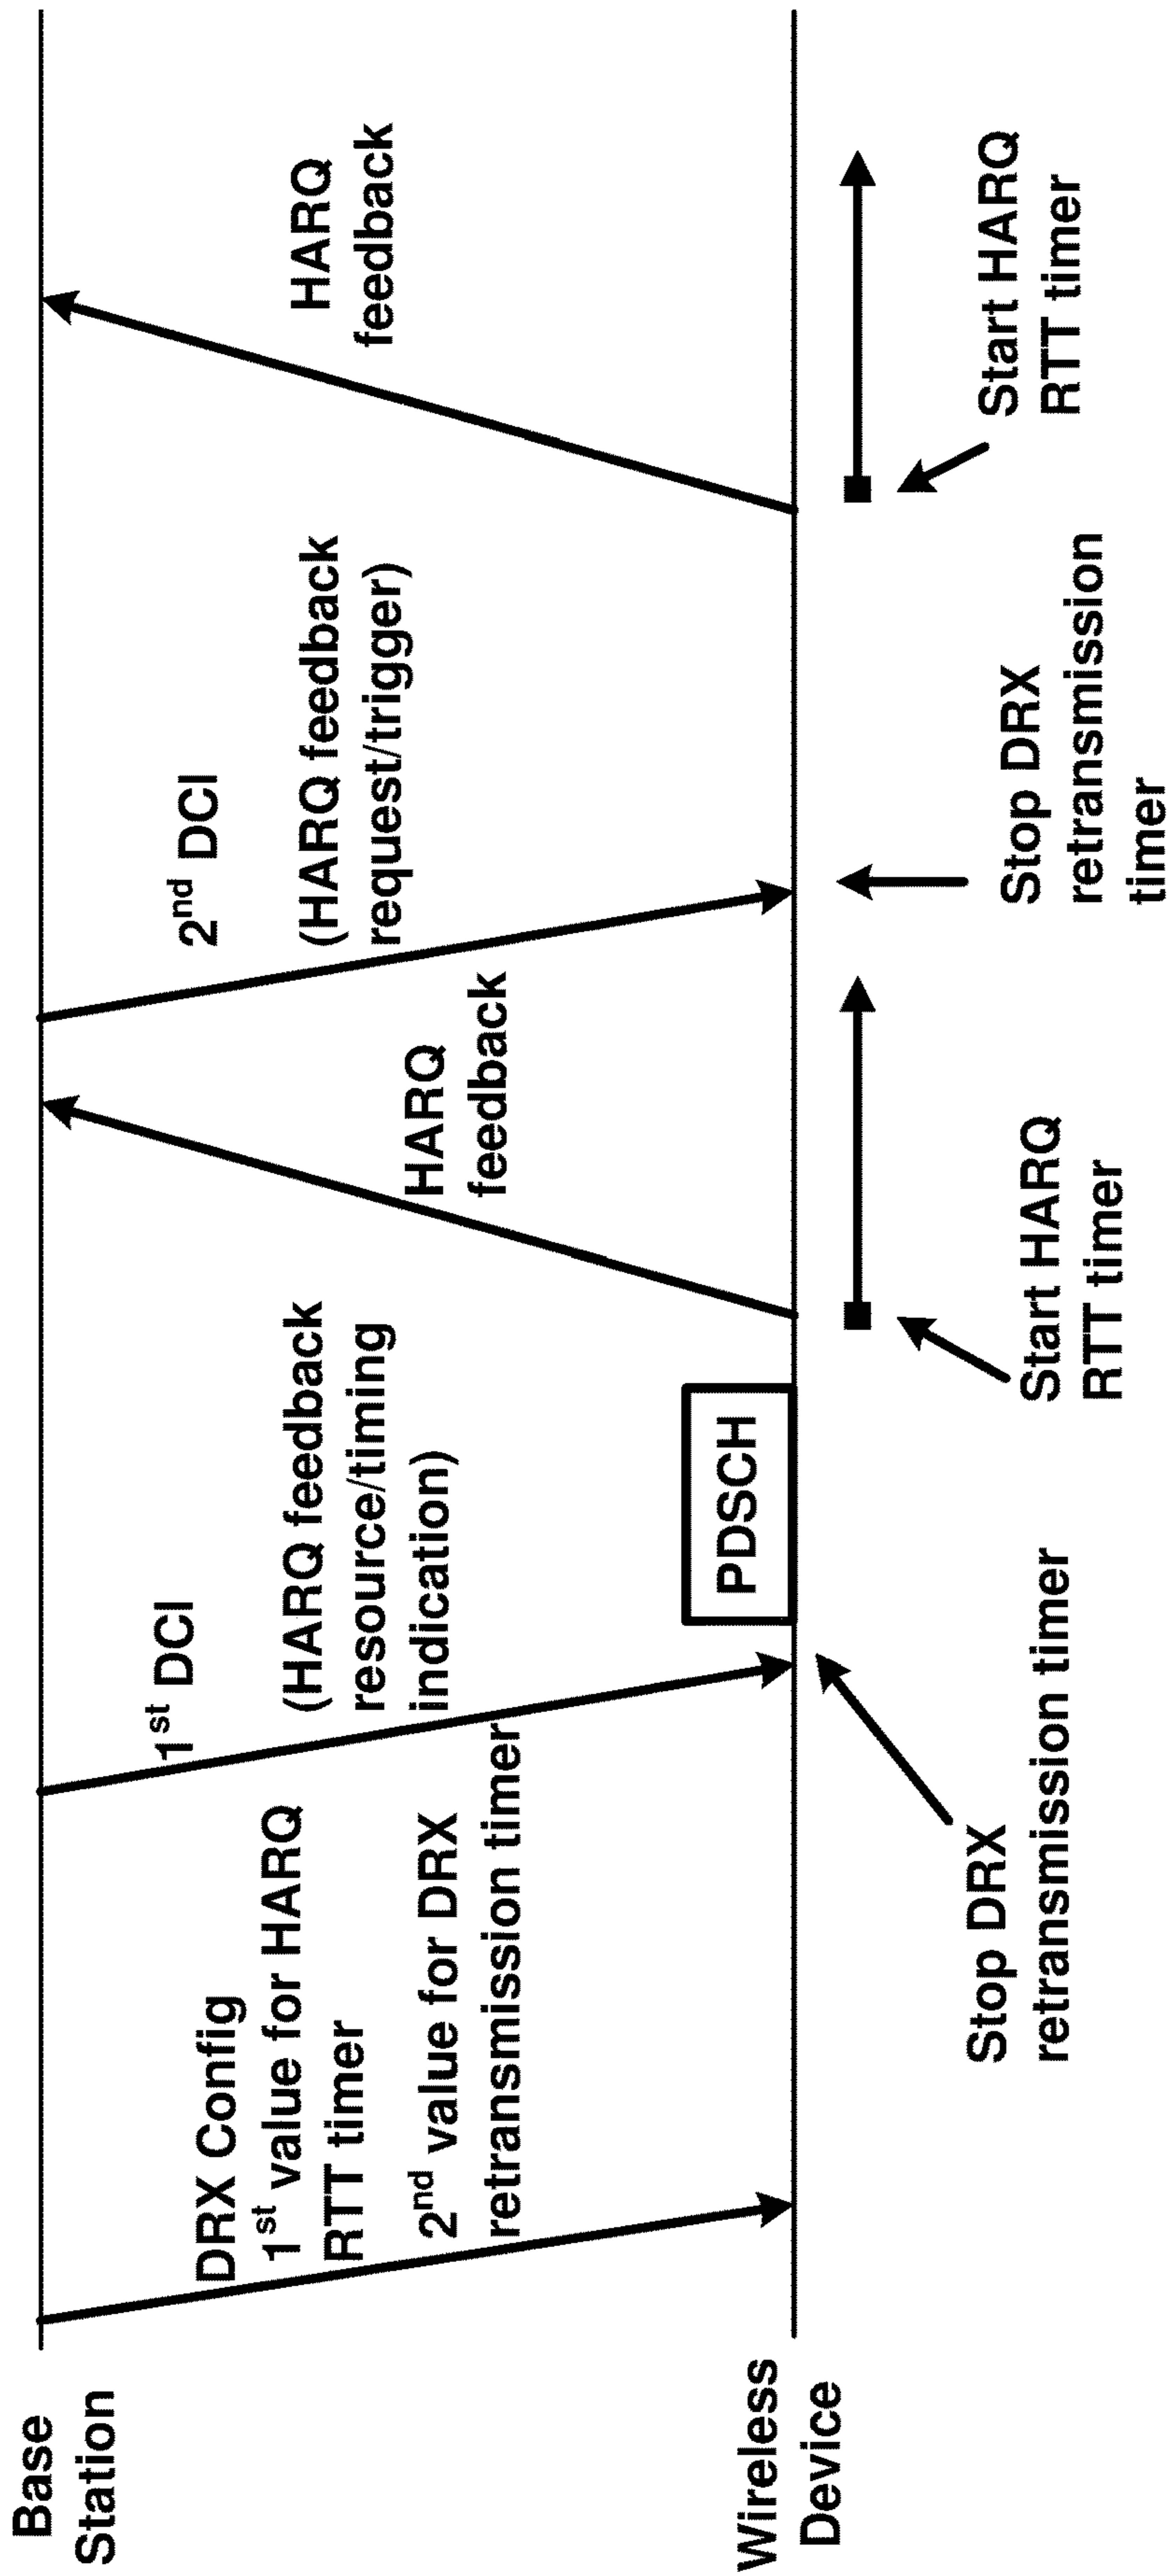 Base
Station
DRX Config
1st value for HARQ
RTT timer
2nd value for DRX
retransmission timer
1st DCI
(HARQ feedback
resource/timing
indication)
HARQ
feedback
2nd DCI
(HARQ feedback
request/trigger)
HARQ
feedback
Wireless
Device
PDSCH
Stop DRX
retransmission timer
Start HARQ
RTT timer
Stop DRX
retransmission
timer
Start HARQ
RTT timer